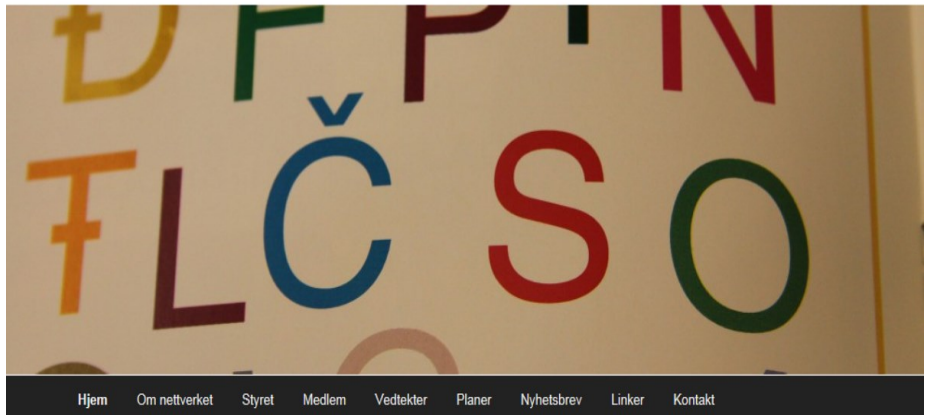 Đ F P I N
Ŧ L Č S O
Hjem Om nettverket Styret Medlem Vedtekter Planer Nyhetsbrev Linker Kontakt